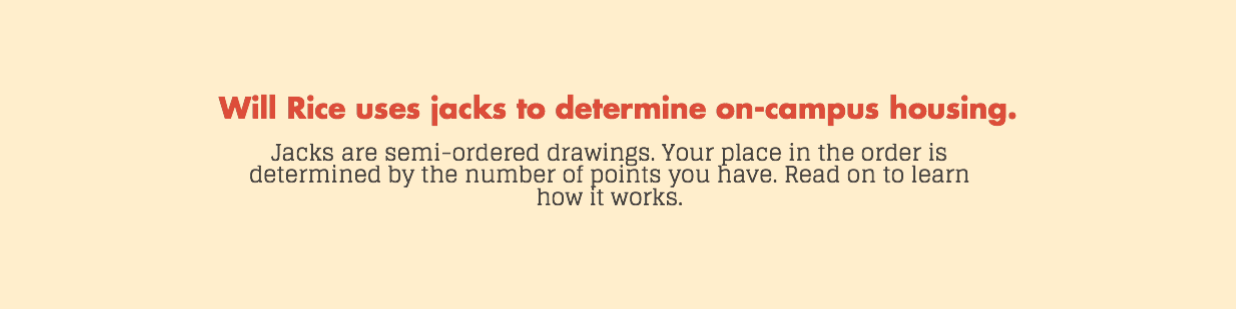 Will Rice uses jacks to determine on-campus housing.
Jacks are semi-ordered drawings. Your place in the order is
determined by the number of points you have. Read on to learn
how it works.